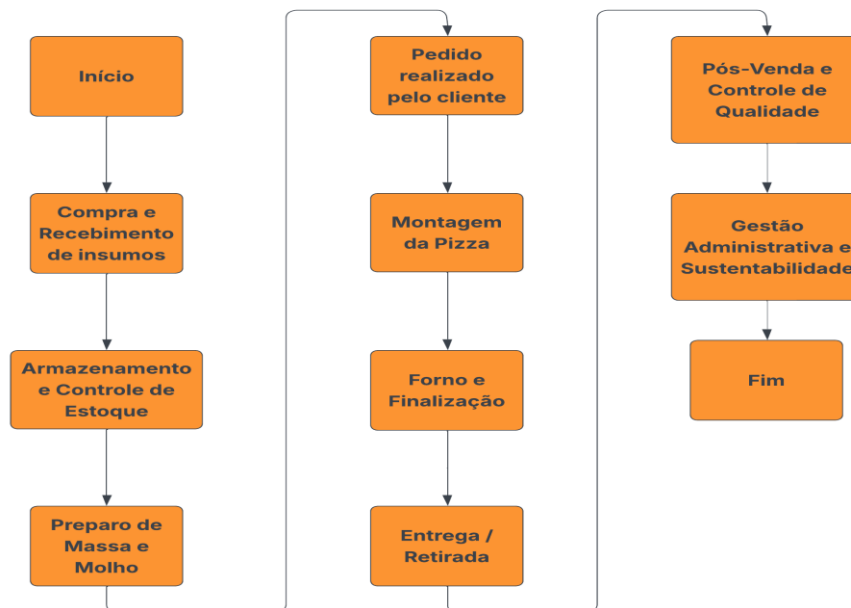 Início
Compra e
Recebimento
de insumos
Armazenamento
e Controle de
Estoque
Preparo de
Massa e
Molho
Pedido
realizado
pelo cliente
Montagem
da Pizza
Forno e
Finalização
Entrega /
Retirada
Pós-Venda e
Controle de
Qualidade
Gestão
Administrativa e
Sustentabilidade
Fim